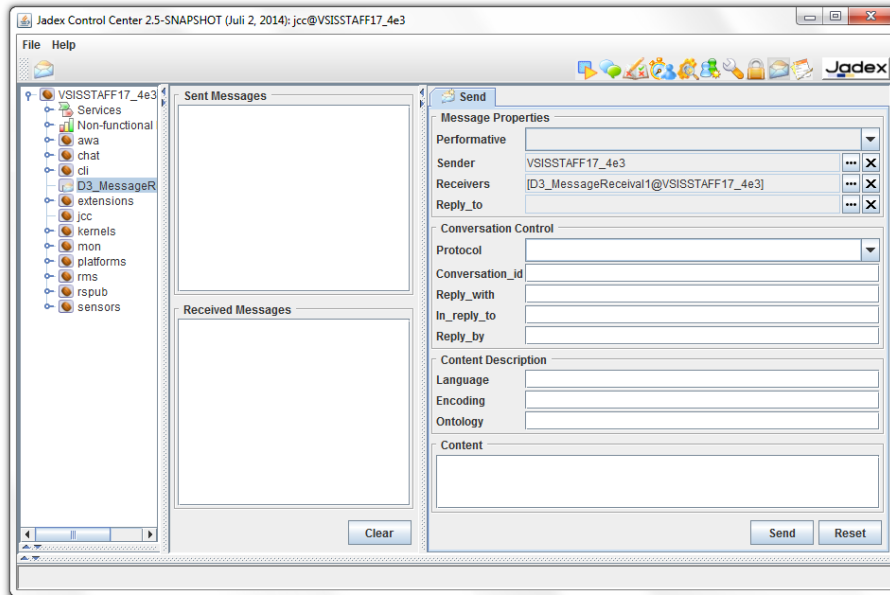 Jadex Control Center 2.5-SNAPSHOT (Juli 2, 2014): jcc@VSISSTAFF17_4e3
File Help
Jadex
VSISSTAFF17_4e3
Services
Non-functional
awa
chat
cli
D3_MessageR
extensions
jcc
kernels
mon
platforms
rms
rspub
sensors
Sent Messages
Received Messages
Clear
Send
Message Properties
Performative
Sender VSISSTAFF17_4e3
Receivers [D3_MessageReceival1@VSISSTAFF17_4e3]
Reply_to
Conversation Control
Protocol
Conversation_id
Reply_with
In_reply_to
Reply_by
Content Description
Language
Encoding
Ontology
Content
Send Reset